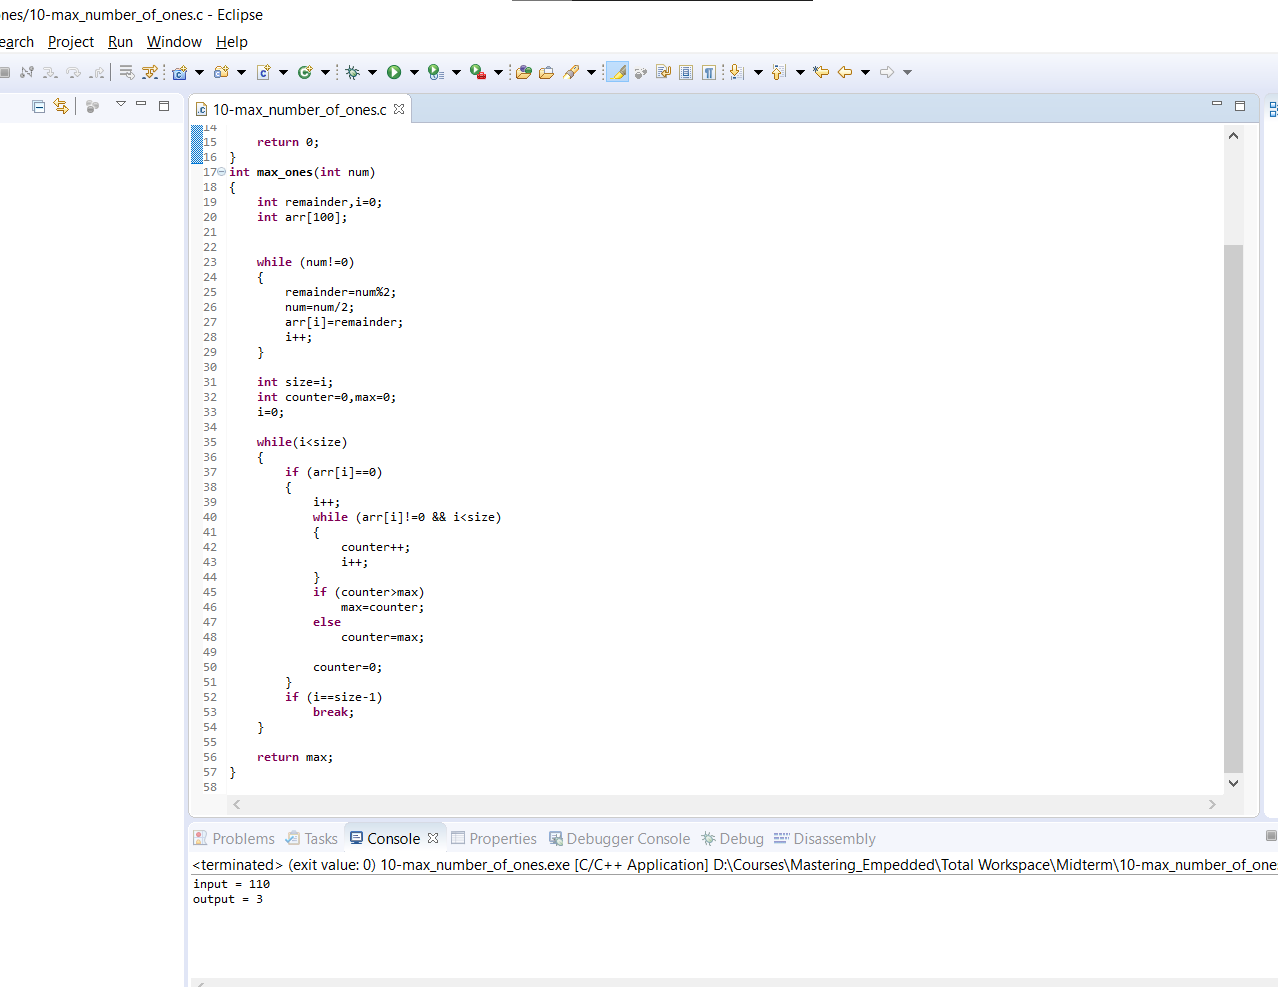 nes/10-max_number_of_ones.c - Eclipse
earch Project Run Window Help
10-max_number_of_ones.c
14
15 return 0;
16 }
17 int max_ones(int num)
18 {
19 int remainder,i=0;
20 int arr[100];
21
22
23 while (num!=0)
24 {
25 remainder=num%2;
26 num=num/2;
27 arr[i]=remainder;
28 i++;
29 }
30
31 int size=i;
32 int counter=0,max=0;
33 i=0;
34
35 while(i<size)
36 {
37 if (arr[i]==0)
38 {
39 i++;
40 while (arr[i]!=0 && i<size)
41 {
42 counter++;
43 i++;
44 }
45 if (counter>max)
46 max=counter;
47 else
48 counter=max;
49
50 counter=0;
51 }
52 if (i==size-1)
53 break;
54 }
55
56 return max;
57 }
58
Problems Tasks Console Properties Debugger Console Debug Disassembly
<terminated> (exit value: 0) 10-max_number_of_ones.exe [C/C++ Application] D:\Courses\Mastering_Empedded\Total Workspace\Midterm\10-max_number_of_one
input = 110
output = 3